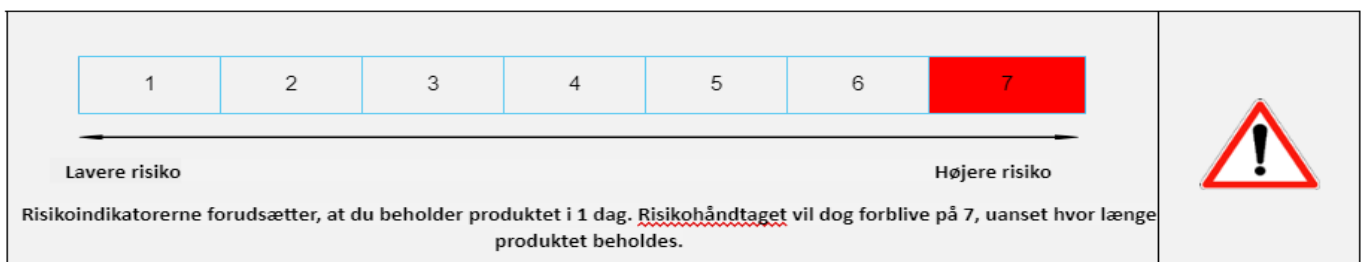 1 2 3 4 5 6 7
Lavere risiko Højere risiko
Risikoindikatorerne forudsætter, at du beholder produktet i 1 dag. Risikohåndtaget vil dog forblive på 7, uanset hvor længe
produktet beholdes.